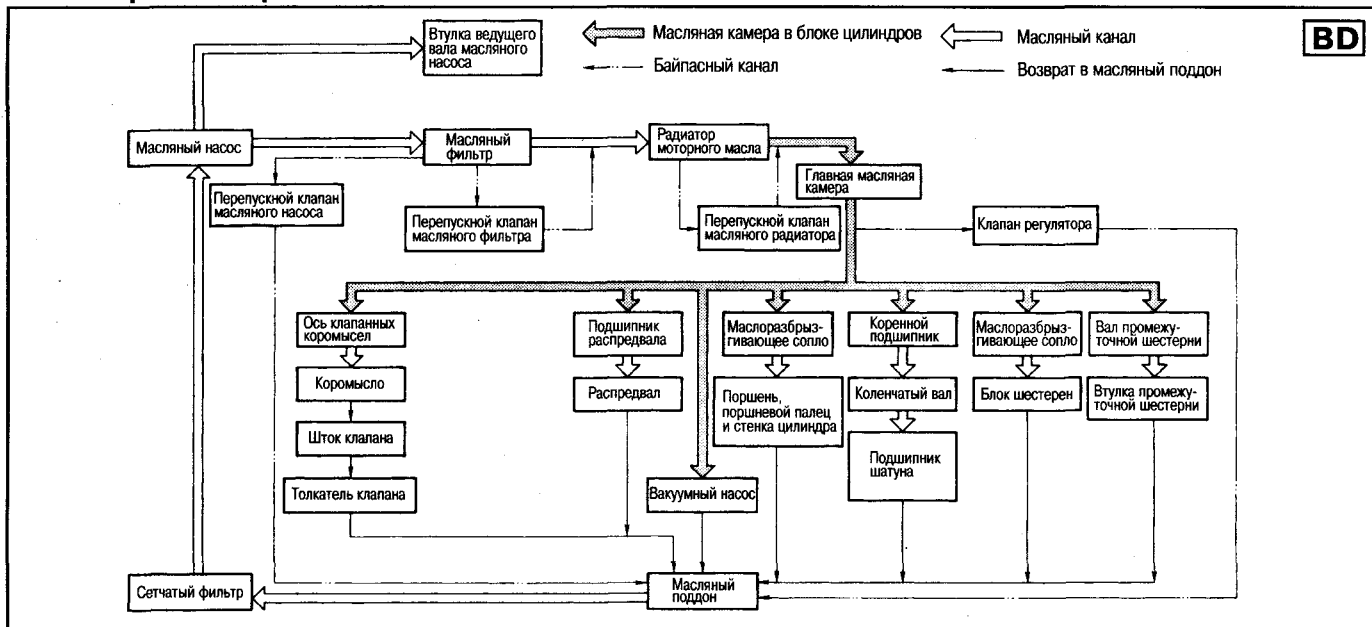 Втулка ведущего
вала масляного
насоса
Масляная камера в блоке цилиндров
Масляный канал
BD
Байпасный канал
Возврат в масляный поддон
Масляный насос
Масляный
фильтр
Радиатор
моторного масла
Главная масляная
камера
Перепускной клапан
масляного насоса
Перепускной клапан
масляного фильтра
Перепускной клапан
масляного радиатора
Клапан регулятора
Ось клапанных
коромысел
Подшипник
распредвала
Маслоразбрыз-
гивающее сопло
Коренной
подшипник
Маслоразбрыз-
гивающее сопло
Вал промежу-
точной шестерни
Коромысло
Распредвал
Поршень,
поршневой палец
и стенка цилиндра
Коленчатый вал
Блок шестерен
Втулка промежу-
точной шестерни
Шток клапана
Подшипник
шатуна
Толкатель клапана
Вакуумный насос
Сетчатый фильтр
Масляный
поддон